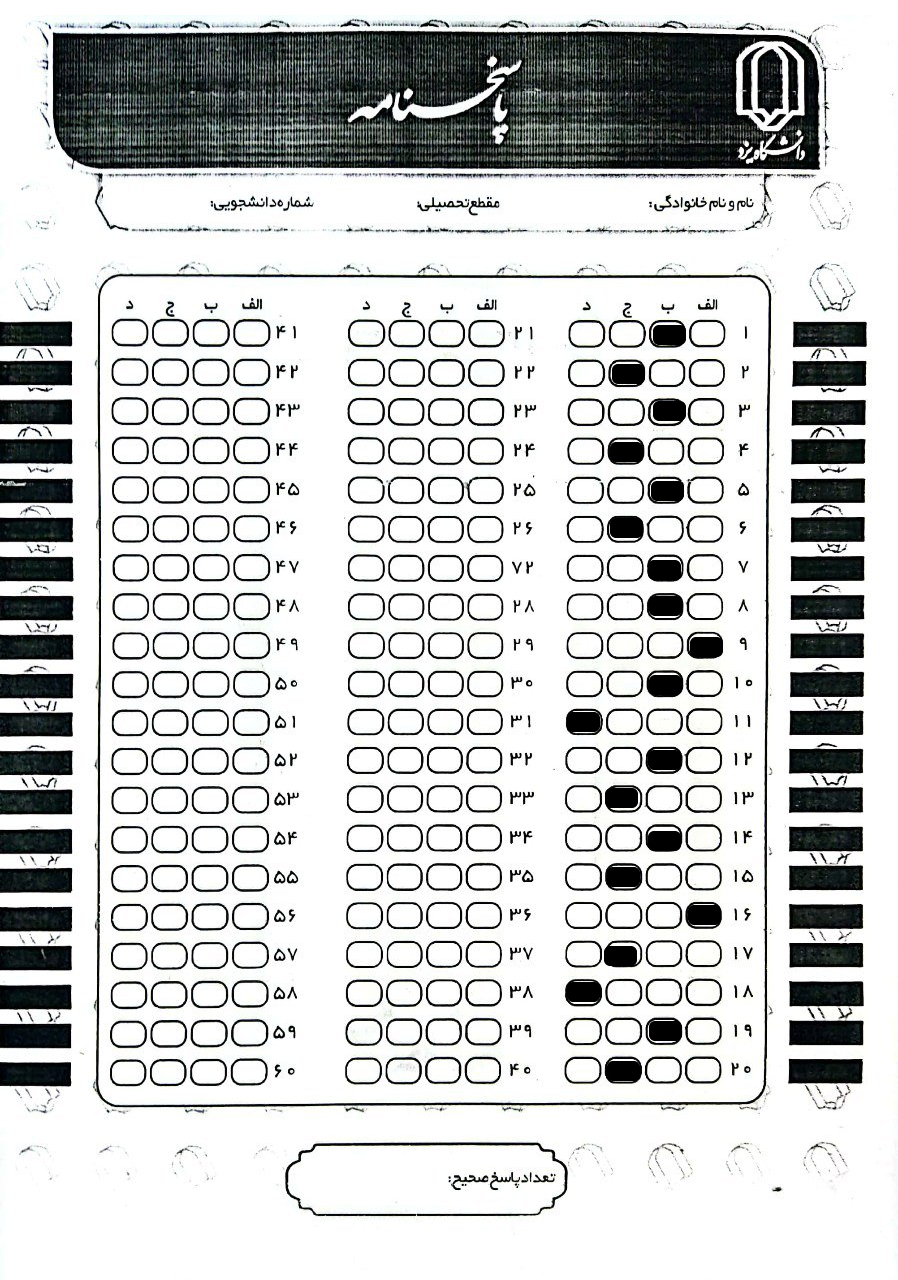 پاسخنامه
دانشگاه یزد
نام و نام خانوادگی: مقطع تحصیلی: شماره دانشجویی:
الف ب ج د الف ب ج د الف ب ج د
۱ ۲۱ ۴۱
۲ ۲۲ ۴۲
۳ ۲۳ ۴۳
۴ ۲۴ ۴۴
۵ ۲۵ ۴۵
۶ ۲۶ ۴۶
۷ ۷۲ ۴۷
۸ ۲۸ ۴۸
۹ ۲۹ ۴۹
۱۰ ۳۰ ۵۰
۱۱ ۳۱ ۵۱
۱۲ ۳۲ ۵۲
۱۳ ۳۳ ۵۳
۱۴ ۳۴ ۵۴
۱۵ ۳۵ ۵۵
۱۶ ۳۶ ۵۶
۱۷ ۳۷ ۵۷
۱۸ ۳۸ ۵۸
۱۹ ۳۹ ۵۹
۲۰ ۴۰ ۶۰
تعداد پاسخ صحیح: